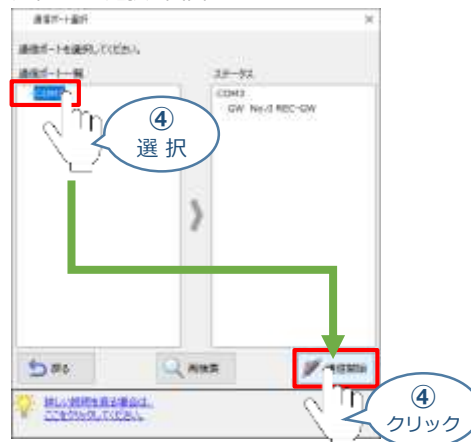 通信ポート選択
通信ポートを選択してください。
通信ポート一覧
ステータス
COM3
COM3
GW No.0 REC-GW
④
選 択
戻る
再検索
通信開始
④
クリック
詳しい説明を見る場合は、
ここをクリックしてください。